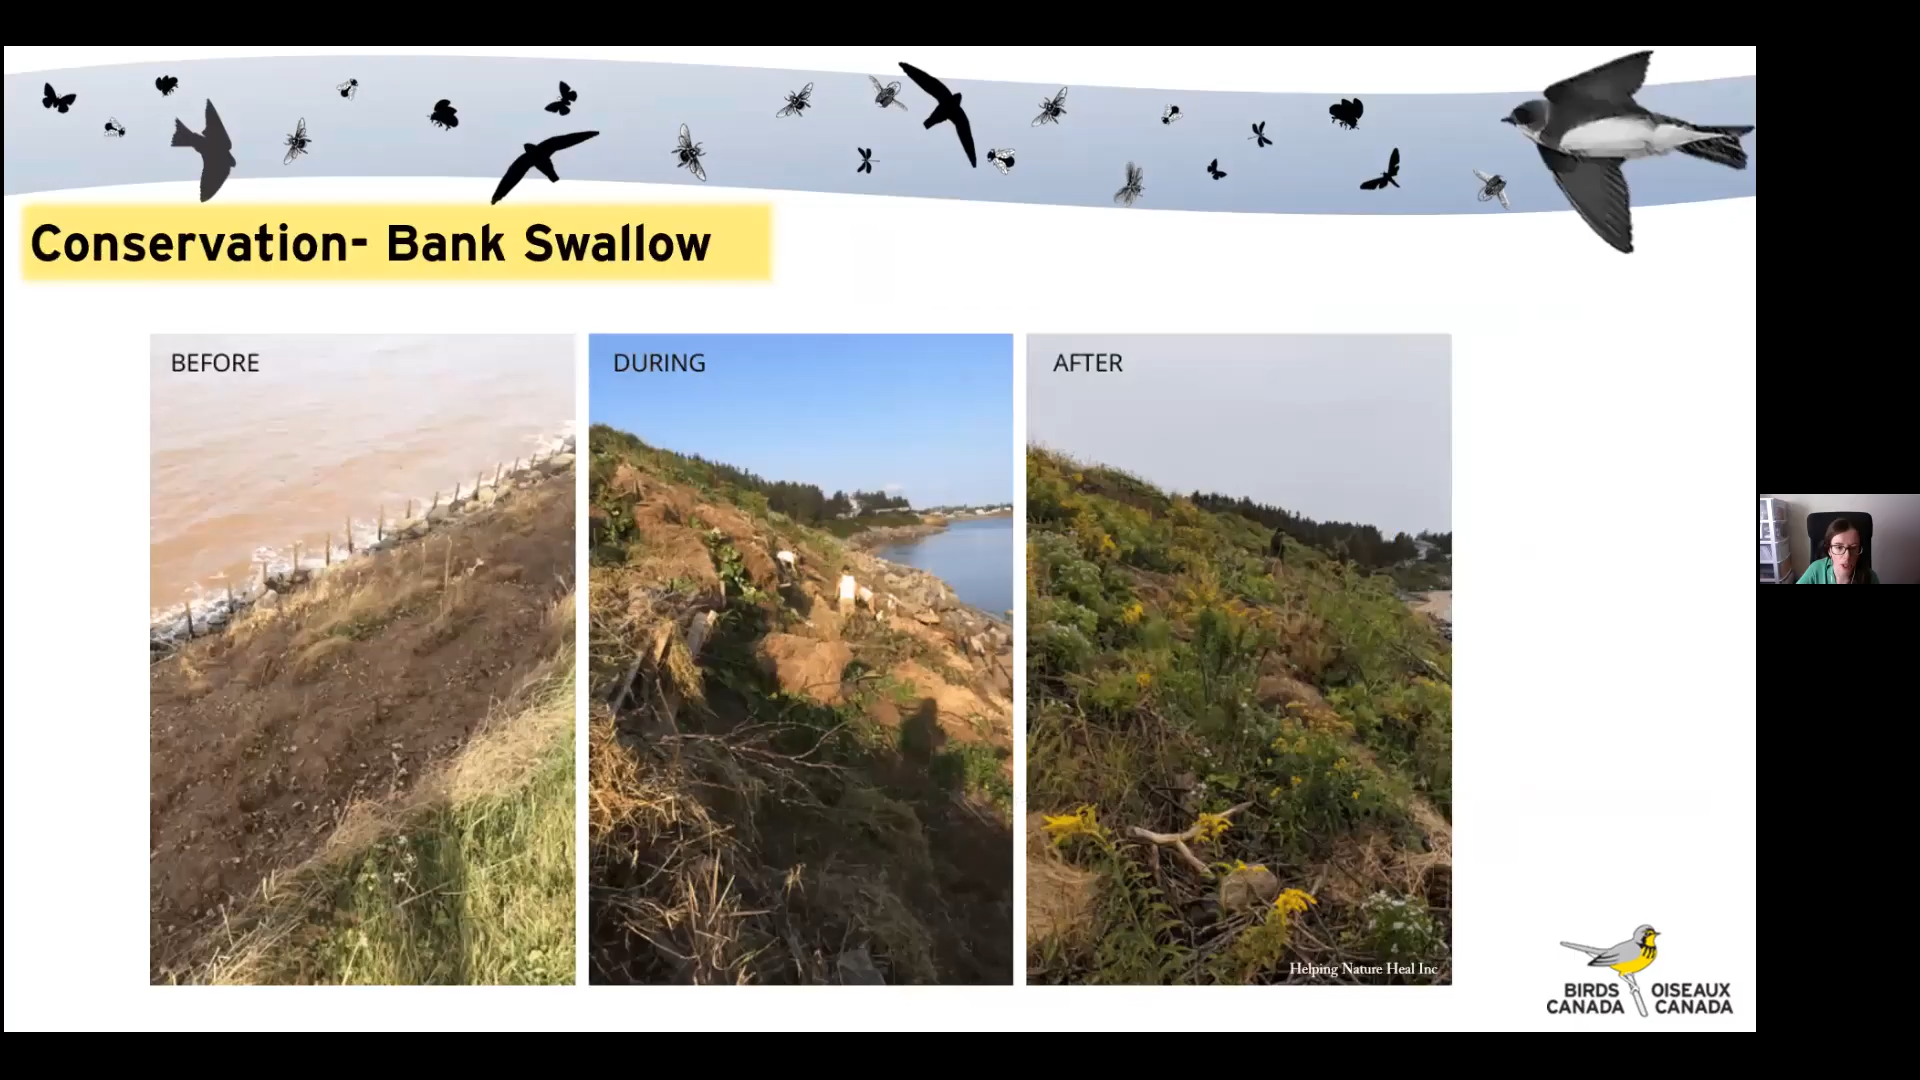 Conservation- Bank Swallow
BEFORE
DURING
AFTER
Helping Nature Heal Inc
BIRDS CANADA
OISEAUX CANADA